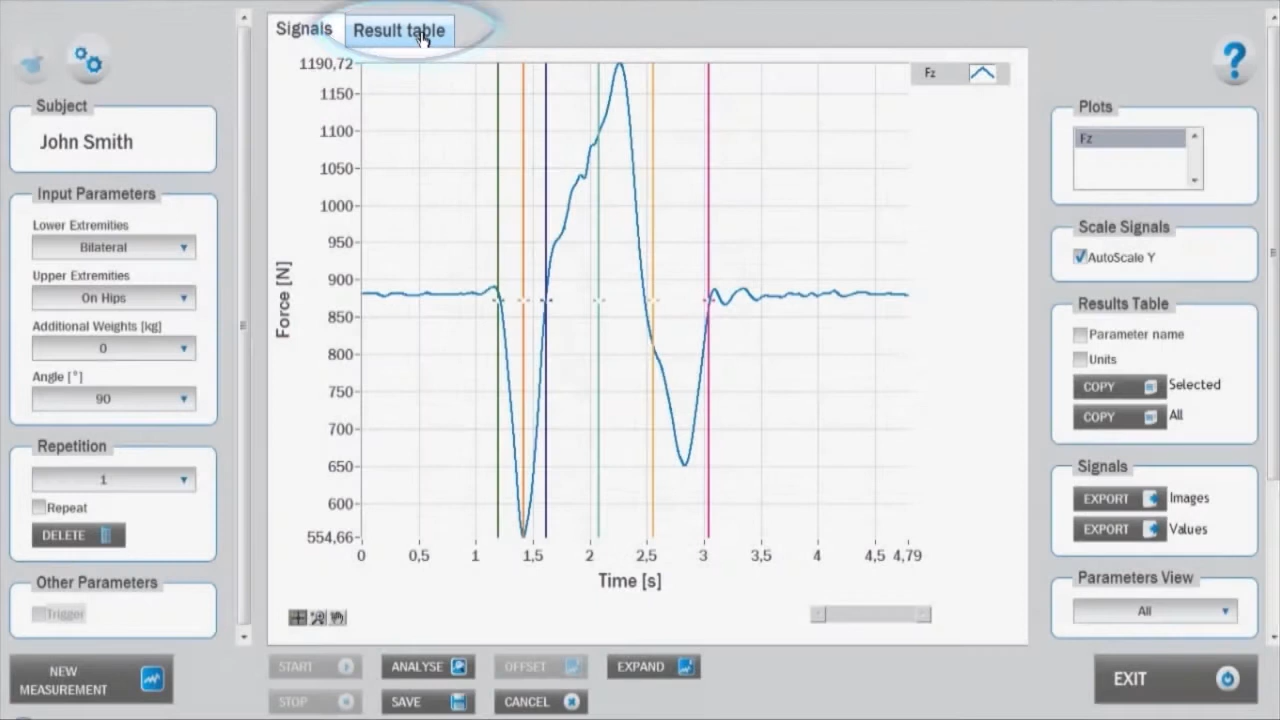 Signals
Result table
Subject
John Smith
Input Parameters
Lower Extremities
Bilateral
Upper Extremities
On Hips
Additional Weights [kg]
0
Angle [°]
90
Repetition
1
Repeat
DELETE
Other Parameters
Trigger
NEW
MEASUREMENT
1190,72
1150
1100
1050
1000
950
900
850
800
750
700
650
600
554,66
Force [N]
0 0,5 1 1,5 2 2,5 3 3,5 4 4,5 4,79
Time [s]
Fz
START
ANALYSE
OFFSET
EXPAND
STOP
SAVE
CANCEL
?
Plots
Fz
Scale Signals
AutoScale Y
Results Table
Parameter name
Units
COPY Selected
COPY All
Signals
EXPORT Images
EXPORT Values
Parameters View
All
EXIT